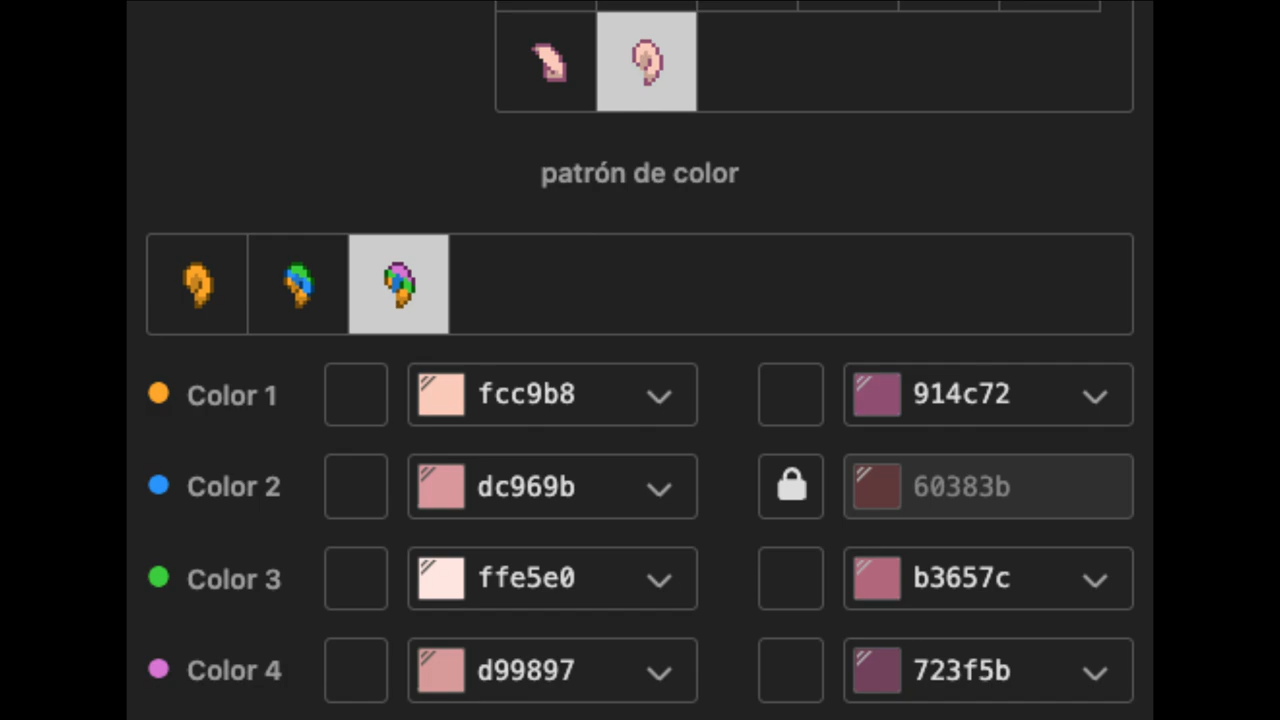 patrón de color
Color 1 fcc9b8 914c72
Color 2 dc969b 60383b
Color 3 ffe5e0 b3657c
Color 4 d99897 723f5b